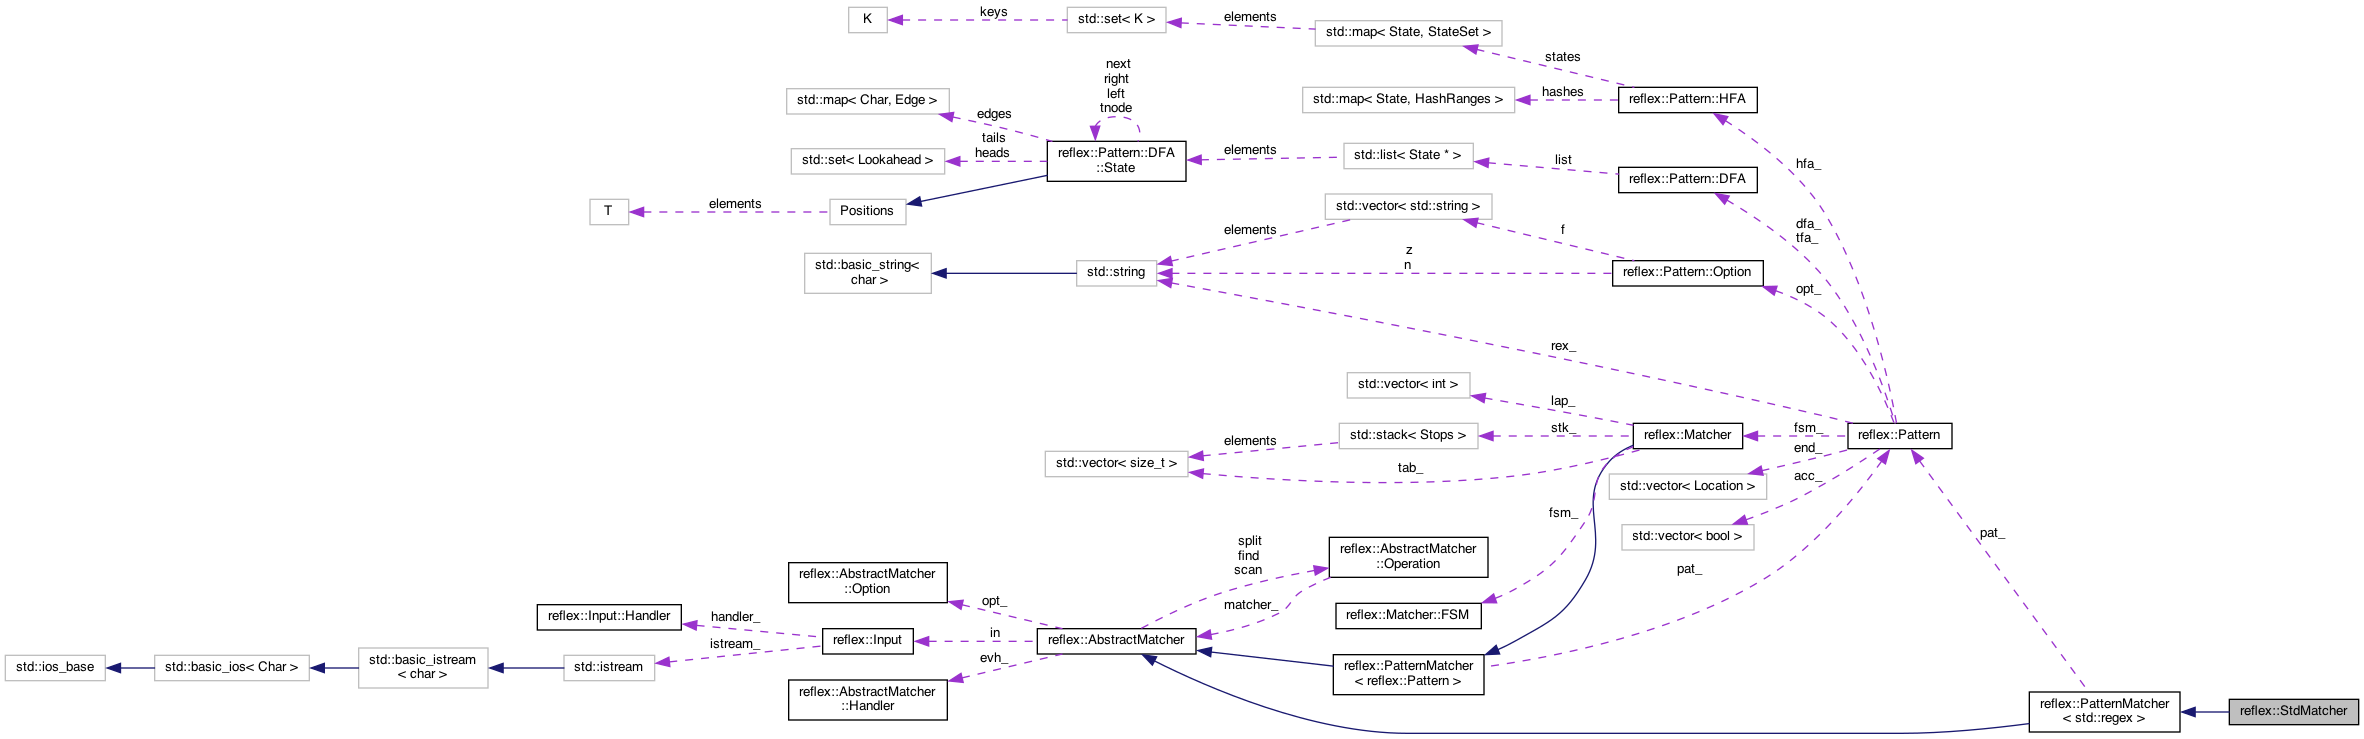 K
keys
std::set< K >
elements
std::map< State, StateSet >
states
next
right
left
tnode
std::map< Char, Edge >
edges
std::map< State, HashRanges >
hashes
reflex::Pattern::HFA
tails
heads
std::set< Lookahead >
reflex::Pattern::DFA
::State
elements
std::list< State * >
list
reflex::Pattern::DFA
hfa_
T
elements
Positions
std::vector< std::string >
f
dfa_
tfa_
elements
std::basic_string<
char >
std::string
z
n
reflex::Pattern::Option
opt_
rex_
std::vector< int >
lap_
elements
std::stack< Stops >
stk_
reflex::Matcher
fsm_
reflex::Pattern
std::vector< size_t >
tab_
end_
std::vector< Location >
acc_
std::vector< bool >
fsm_
pat_
pat_
split
find
scan
reflex::AbstractMatcher
::Operation
matcher_
reflex::Matcher::FSM
reflex::AbstractMatcher
::Option
opt_
reflex::Input::Handler
handler_
reflex::Input
in
reflex::AbstractMatcher
istream_
evh_
std::ios_base
std::basic_ios< Char >
std::basic_istream
< char >
std::istream
reflex::PatternMatcher
< reflex::Pattern >
reflex::AbstractMatcher
::Handler
reflex::PatternMatcher
< std::regex >
reflex::StdMatcher